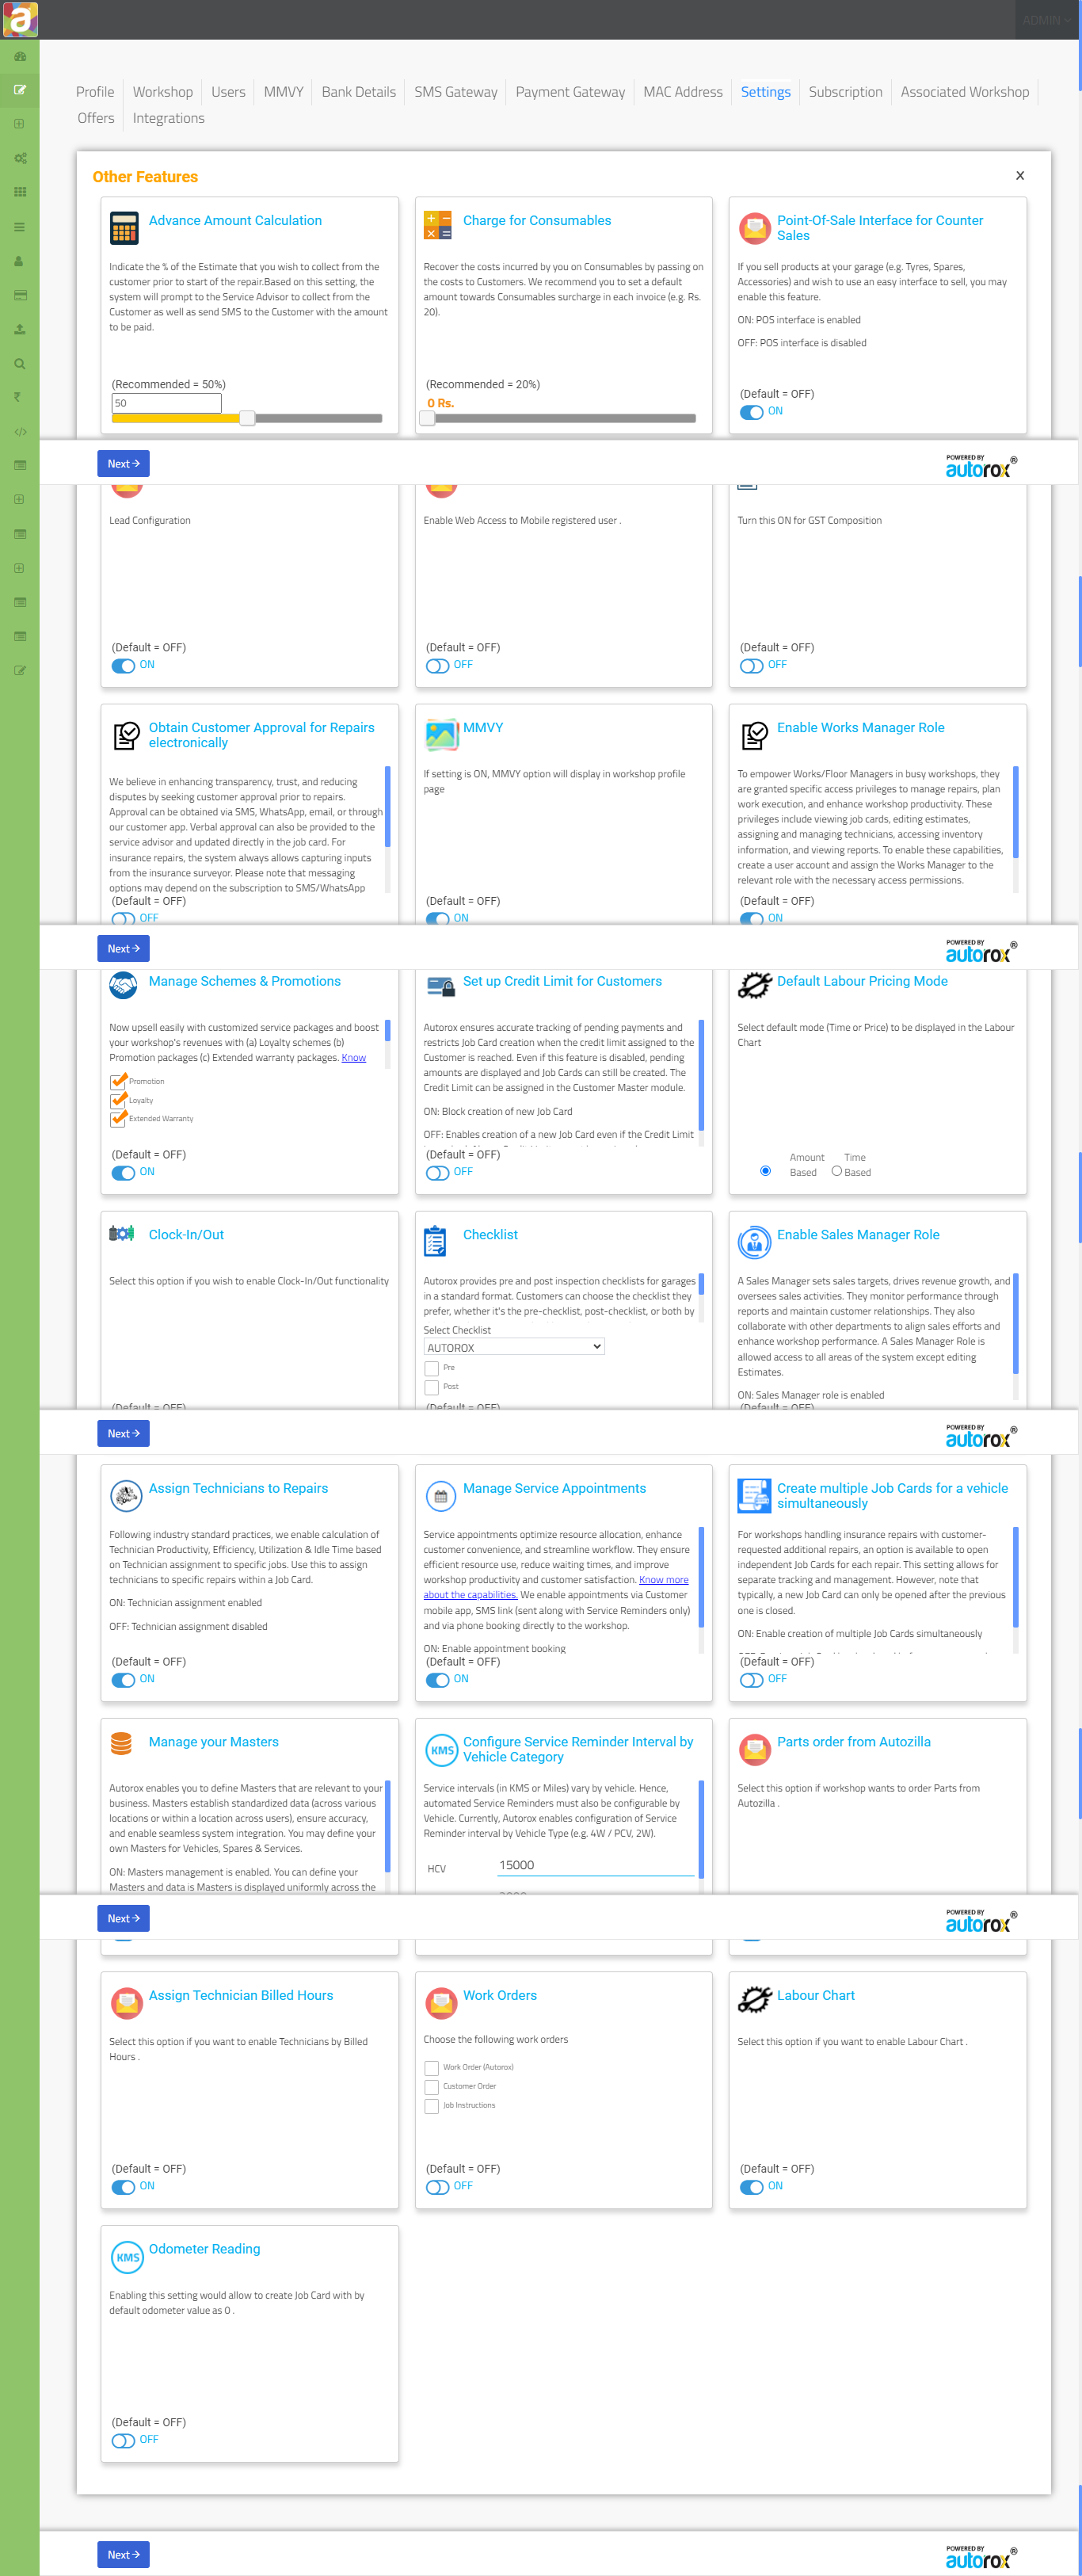 ADMIN
Profile
Workshop
Users
MMVY
Bank Details
SMS Gateway
Payment Gateway
MAC Address
Settings
Subscription
Associated Workshop
Offers
Integrations
Other Features
X
Advance Amount Calculation
Indicate the % of the Estimate that you wish to collect from the
customer prior to start of the repair.Based on this setting, the
system will prompt to the Service Advisor to collect from the
Customer as well as send SMS to the Customer with the amount
to be paid.
(Recommended = 50%)
50
Charge for Consumables
Recover the costs incurred by you on Consumables by passing on
the costs to Customers. We recommend you to set a default
amount towards Consumables surcharge in each invoice (e.g. Rs.
20).
(Recommended = 20%)
0 Rs.
Point-Of-Sale Interface for Counter
Sales
If you sell products at your garage (e.g. Tyres, Spares,
Accessories) and wish to use an easy interface to sell, you may
enable this feature.
ON: POS interface is enabled
OFF: POS interface is disabled
(Default = OFF)
ON
Next
POWERED BY
autorox®
Lead Configuration
(Default = OFF)
ON
Enable Web Access to Mobile registered user .
(Default = OFF)
OFF
Turn this ON for GST Composition
(Default = OFF)
OFF
Obtain Customer Approval for Repairs
electronically
We believe in enhancing transparency, trust, and reducing
disputes by seeking customer approval prior to repairs.
Approval can be obtained via SMS, WhatsApp, email, or through
our customer app. Verbal approval can also be provided to the
service advisor and updated directly in the job card. For
insurance repairs, the system always allows capturing inputs
from the insurance surveyor. Please note that messaging
options may depend on the subscription to SMS/WhatsApp
(Default = OFF)
OFF
MMVY
If setting is ON, MMVY option will display in workshop profile
page
(Default = OFF)
ON
Enable Works Manager Role
To empower Works/Floor Managers in busy workshops, they
are granted specific access privileges to manage repairs, plan
work execution, and enhance workshop productivity. These
privileges include viewing job cards, editing estimates,
assigning and managing technicians, accessing inventory
information, and viewing reports. To enable these capabilities,
create a user account and assign the Works Manager to the
relevant role with the necessary access permissions.
(Default = OFF)
ON
Next
POWERED BY
autorox®
Manage Schemes & Promotions
Now upsell easily with customized service packages and boost
your workshop's revenues with (a) Loyalty schemes (b)
Promotion packages (c) Extended warranty packages. Know
Promotion
Loyalty
Extended Warranty
(Default = OFF)
ON
Set up Credit Limit for Customers
Autorox ensures accurate tracking of pending payments and
restricts Job Card creation when the credit limit assigned to the
Customer is reached. Even if this feature is disabled, pending
amounts are displayed and Job Cards can still be created. The
Credit Limit can be assigned in the Customer Master module.
ON: Block creation of new Job Card
OFF: Enables creation of a new Job Card even if the Credit Limit
(Default = OFF)
OFF
Default Labour Pricing Mode
Select default mode (Time or Price) to be displayed in the Labour
Chart
Amount
Based
Time
Based
Clock-In/Out
Select this option if you wish to enable Clock-In/Out functionality
(Default = OFF)
Checklist
Autorox provides pre and post inspection checklists for garages
in a standard format. Customers can choose the checklist they
prefer, whether it's the pre-checklist, post-checklist, or both by
Select Checklist
AUTOROX
Pre
Post
(Default = OFF)
Enable Sales Manager Role
A Sales Manager sets sales targets, drives revenue growth, and
oversees sales activities. They monitor performance through
reports and maintain customer relationships. They also
collaborate with other departments to align sales efforts and
enhance workshop performance. A Sales Manager Role is
allowed access to all areas of the system except editing
Estimates.
ON: Sales Manager role is enabled
(Default = OFF)
Next
POWERED BY
autorox®
Assign Technicians to Repairs
Following industry standard practices, we enable calculation of
Technician Productivity, Efficiency, Utilization & Idle Time based
on Technician assignment to specific jobs. Use this to assign
technicians to specific repairs within a Job Card.
ON: Technician assignment enabled
OFF: Technician assignment disabled
(Default = OFF)
ON
Manage Service Appointments
Service appointments optimize resource allocation, enhance
customer convenience, and streamline workflow. They ensure
efficient resource use, reduce waiting times, and improve
workshop productivity and customer satisfaction. Know more
about the capabilities. We enable appointments via Customer
mobile app, SMS link (sent along with Service Reminders only)
and via phone booking directly to the workshop.
ON: Enable appointment booking
(Default = OFF)
ON
Create multiple Job Cards for a vehicle
simultaneously
For workshops handling insurance repairs with customer-
requested additional repairs, an option is available to open
independent Job Cards for each repair. This setting allows for
separate tracking and management. However, note that
typically, a new Job Card can only be opened after the previous
one is closed.
ON: Enable creation of multiple Job Cards simultaneously
(Default = OFF)
OFF
Manage your Masters
Autorox enables you to define Masters that are relevant to your
business. Masters establish standardized data (across various
locations or within a location across users), ensure accuracy,
and enable seamless system integration. You may define your
own Masters for Vehicles, Spares & Services.
ON: Masters management is enabled. You can define your
Masters and data is Masters is displayed uniformly across the
KMS
Configure Service Reminder Interval by
Vehicle Category
Service intervals (in KMS or Miles) vary by vehicle. Hence,
automated Service Reminders must also be configurable by
Vehicle. Currently, Autorox enables configuration of Service
Reminder interval by Vehicle Type (e.g. 4W / PCV, 2W).
HCV
15000
Parts order from Autozilla
Select this option if workshop wants to order Parts from
Autozilla .
Next
POWERED BY
autorox®
Assign Technician Billed Hours
Select this option if you want to enable Technicians by Billed
Hours .
(Default = OFF)
ON
Work Orders
Choose the following work orders
Work Order (Autorox)
Customer Order
Job Instructions
(Default = OFF)
OFF
Labour Chart
Select this option if you want to enable Labour Chart .
(Default = OFF)
ON
KMS
Odometer Reading
Enabling this setting would allow to create Job Card with by
default odometer value as 0 .
(Default = OFF)
OFF
Next
POWERED BY
autorox®